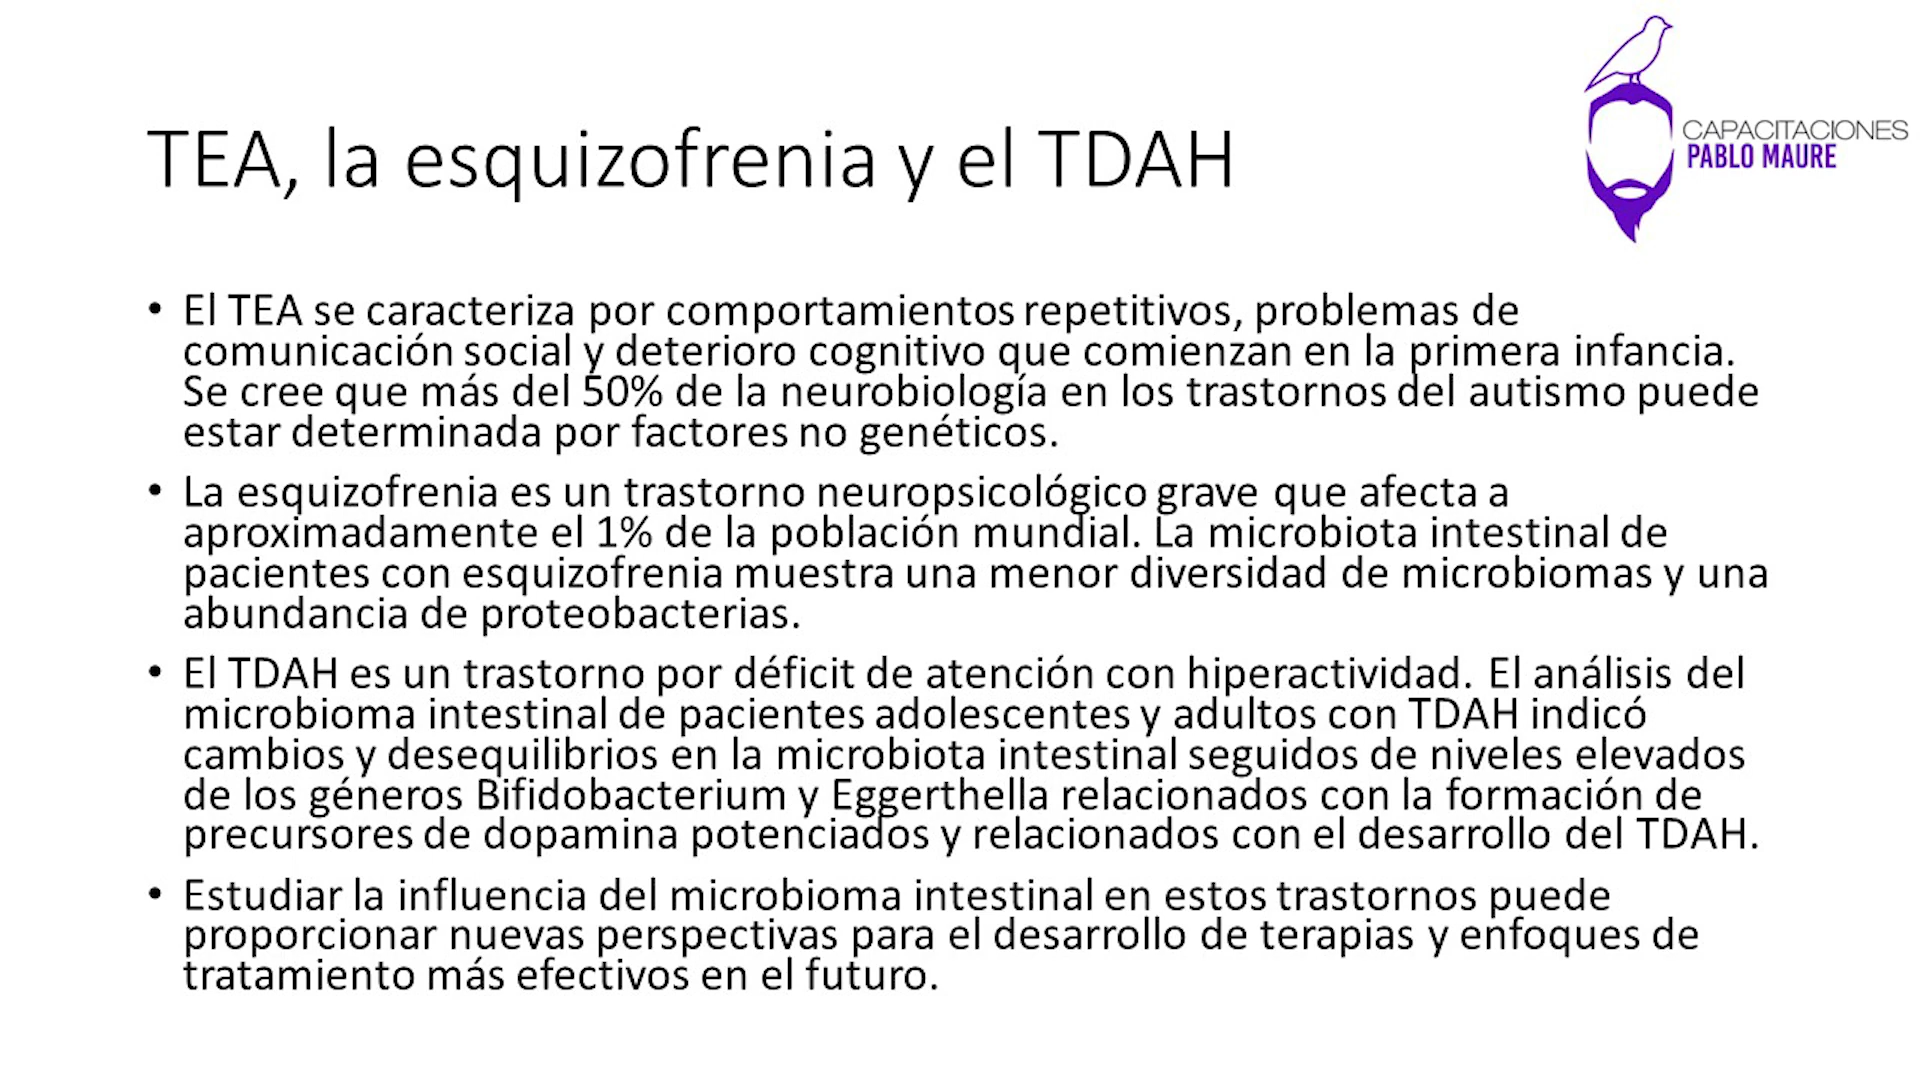 CAPACITACIONES
PABLO MAURE
TEA, la esquizofrenia y el TDAH
• El TEA se caracteriza por comportamientos repetitivos, problemas de
comunicación social y deterioro cognitivo que comienzan en la primera infancia.
Se cree que más del 50% de la neurobiología en los trastornos del autismo puede
estar determinada por factores no genéticos.
• La esquizofrenia es un trastorno neuropsicológico grave que afecta a
aproximadamente el 1% de la población mundial. La microbiota intestinal de
pacientes con esquizofrenia muestra una menor diversidad de microbiomas y una
abundancia de proteobacterias.
• El TDAH es un trastorno por déficit de atención con hiperactividad. El análisis del
microbioma intestinal de pacientes adolescentes y adultos con TDAH indicó
cambios y desequilibrios en la microbiota intestinal seguidos de niveles elevados
de los géneros Bifidobacterium y Eggerthella relacionados con la formación de
precursores de dopamina potenciados y relacionados con el desarrollo del TDAH.
• Estudiar la influencia del microbioma intestinal en estos trastornos puede
proporcionar nuevas perspectivas para el desarrollo de terapias y enfoques de
tratamiento más efectivos en el futuro.